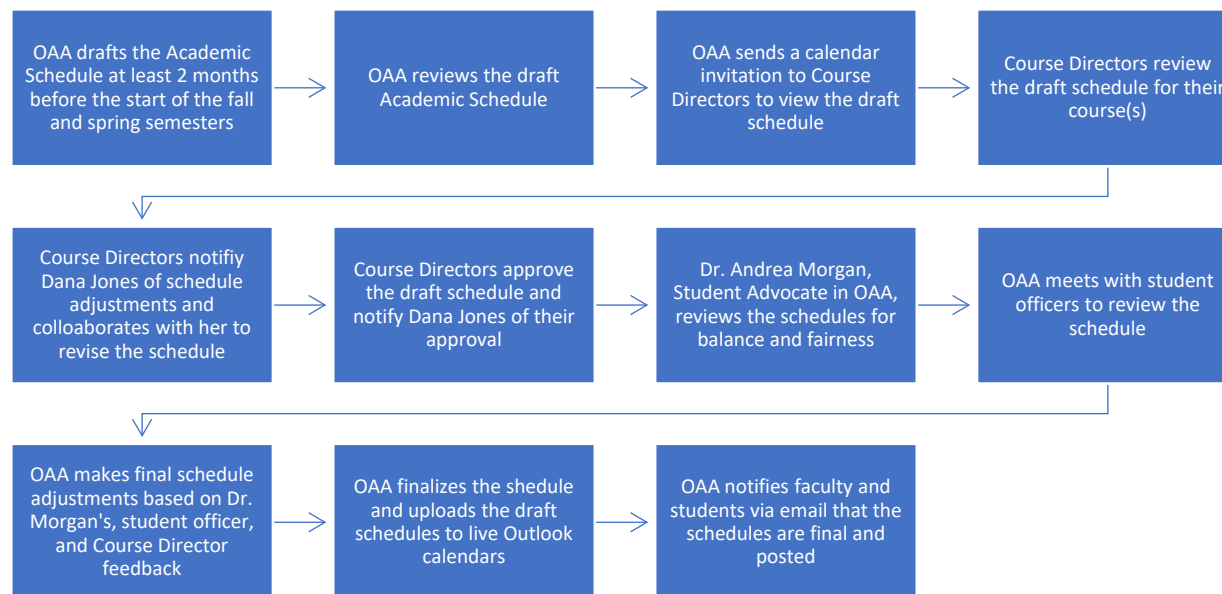 OAA drafts the Academic
Schedule at least 2 months
before the start of the fall
and spring semesters
OAA reviews the draft
Academic Schedule
OAA sends a calendar
invitation to Course
Directors to view the draft
schedule
Course Directors review
the draft schedule for their
course(s)
Course Directors notifiy
Dana Jones of schedule
adjustments and
colloaborates with her to
revise the schedule
Course Directors approve
the draft schedule and
notify Dana Jones of their
approval
Dr. Andrea Morgan,
Student Advocate in OAA,
reviews the schedules for
balance and fairness
OAA meets with student
officers to review the
schedule
OAA makes final schedule
adjustments based on Dr.
Morgan's, student officer,
and Course Director
feedback
OAA finalizes the shedule
and uploads the draft
schedules to live Outlook
calendars
OAA notifies faculty and
students via email that the
schedules are final and
posted